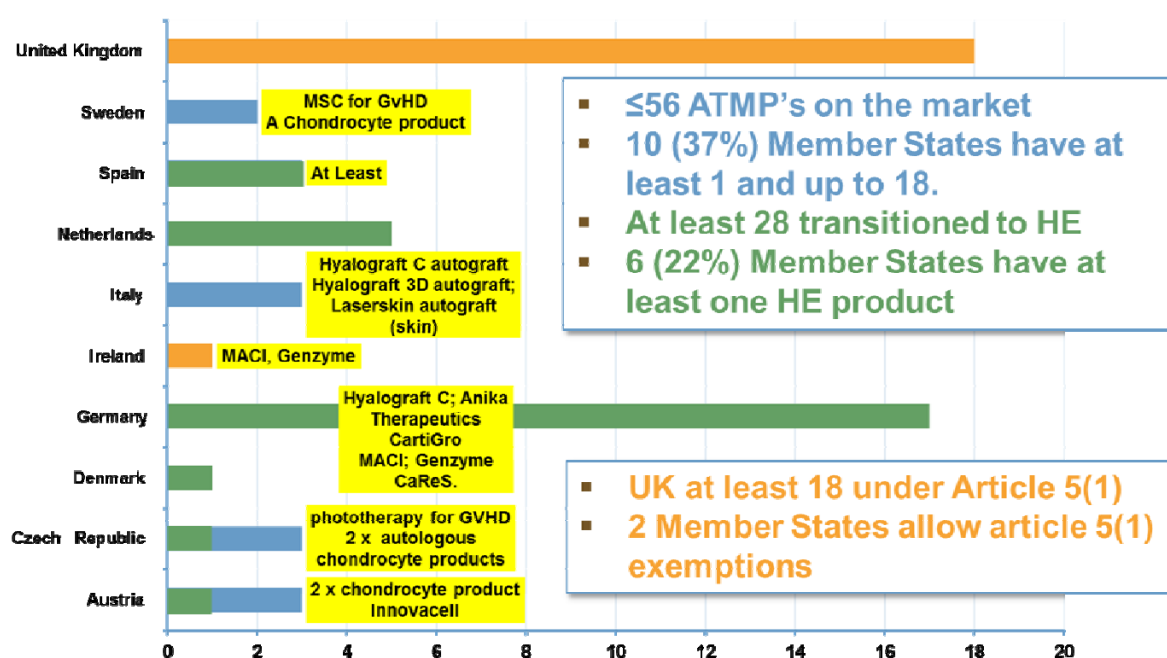 United Kingdom
Sweden
MSC for GvHD
A Chondrocyte product
Spain
At Least
Netherlands
Italy
Hyalograft C autograft
Hyalograft 3D autograft;
Laserskin autograft
(skin)
Ireland
MACI, Genzyme
Germany
Hyalograft C; Anika
Therapeutics
CartiGro
MACI; Genzyme
CaReS.
Denmark
Czech Republic
phototherapy for GVHD
2 x autologous
chondrocyte products
Austria
2 x chondrocyte product
Innovacell
0 2 4 6 8 10 12 14 16 18 20
▪ ≤56 ATMP's on the market
▪ 10 (37%) Member States have at
least 1 and up to 18.
▪ At least 28 transitioned to HE
▪ 6 (22%) Member States have at
least one HE product
▪ UK at least 18 under Article 5(1)
▪ 2 Member States allow article 5(1)
exemptions